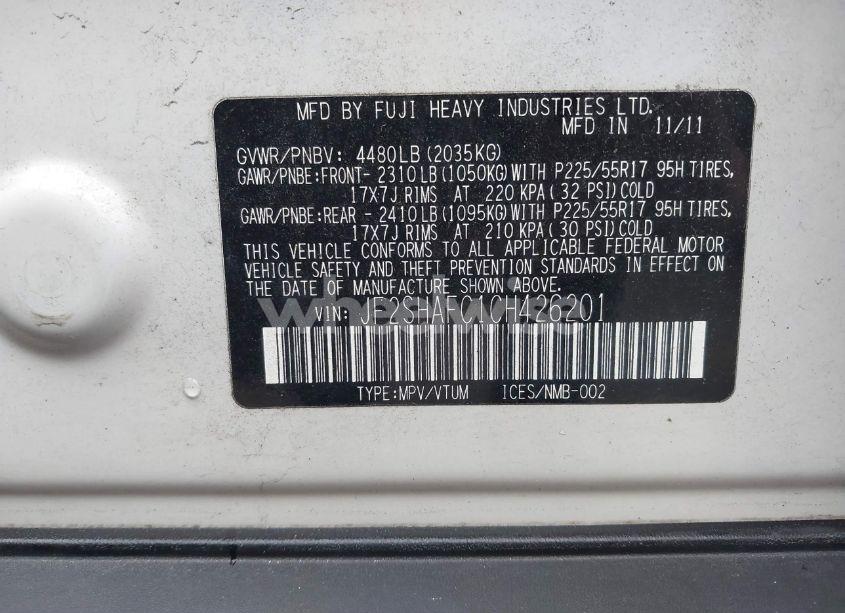 MFD BY FUJI HEAVY INDUSTRIES LTD.
MFD IN 11/11
GVWR/PNBV: 4480LB (2035KG)
GAWR/PNBE:FRONT- 2310LB (1050KG) WITH P225/55R17 95H TIRES,
17X7J RIMS AT 220 KPA ( 32 PSI) COLD
GAWR/PNBE:REAR - 2410LB (1095KG) WITH P225/55R17 95H TIRES,
17X7J RIMS AT 210 KPA ( 30 PSI) COLD
THIS VEHICLE CONFORMS TO ALL APPLICABLE FEDERAL MOTOR
VEHICLE SAFETY AND THEFT PREVENTION STANDARDS IN EFFECT ON
THE DATE OF MANUFACTURE SHOWN ABOVE.
VIN: JF2SHAFC1CH426201
TYPE:MPV/VTUM ICES/NMB-002